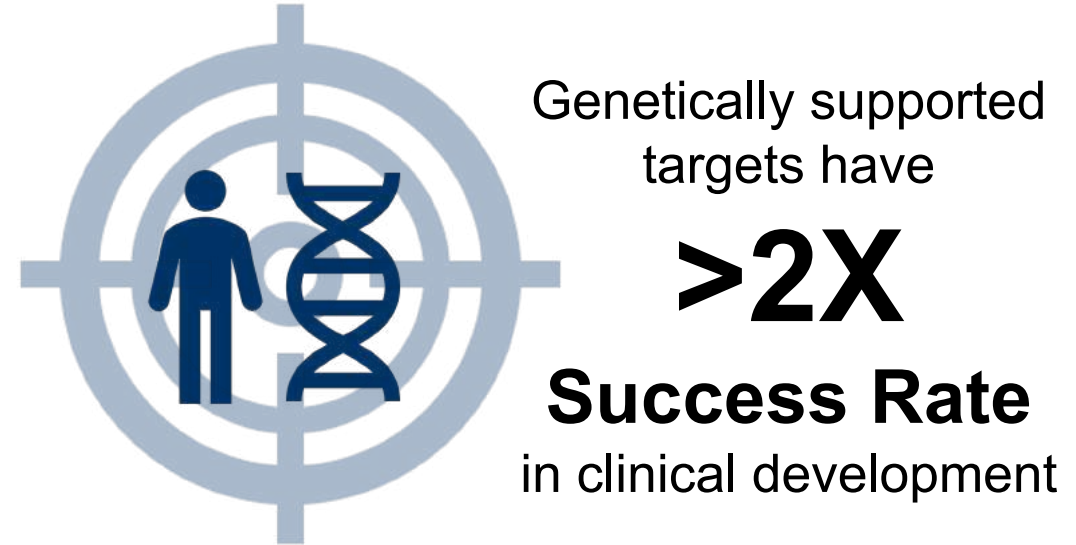 Genetically supported
targets have
>2X
Success Rate
in clinical development